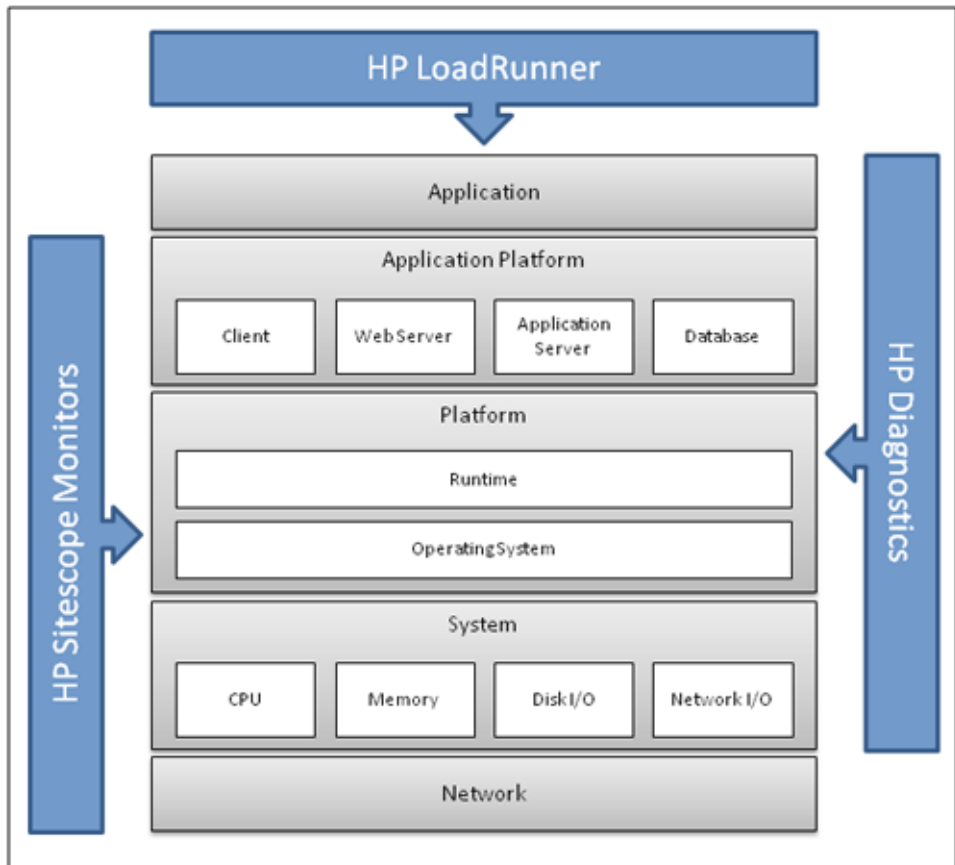 HP LoadRunner
Application
Application Platform
Client
Web Server
Application
Server
Database
Platform
Runtime
Operating System
System
CPU
Memory
Disk I/O
Network I/O
Network
HP Sitescope Monitors
HP Diagnostics